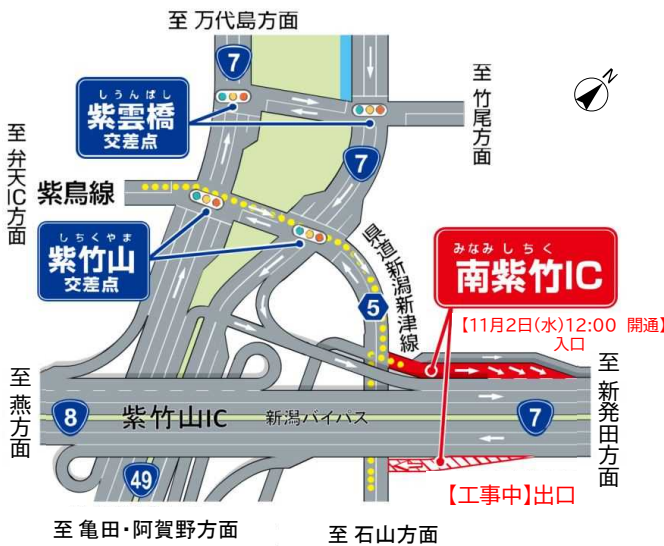 至 万代島方面
7
しうんばし
紫雲橋
交差点
至 竹尾方面
N
至 弁天IC方面
紫鳥線
7
しちくやま
紫竹山
交差点
県道新潟新津線
5
みなみしちく
南紫竹IC
【11月2日(水)12:00 開通】
入口
至 燕方面
8
紫竹山IC
新潟バイパス
7
至 新発田方面
49
【工事中】出口
至 亀田・阿賀野方面
至 石山方面